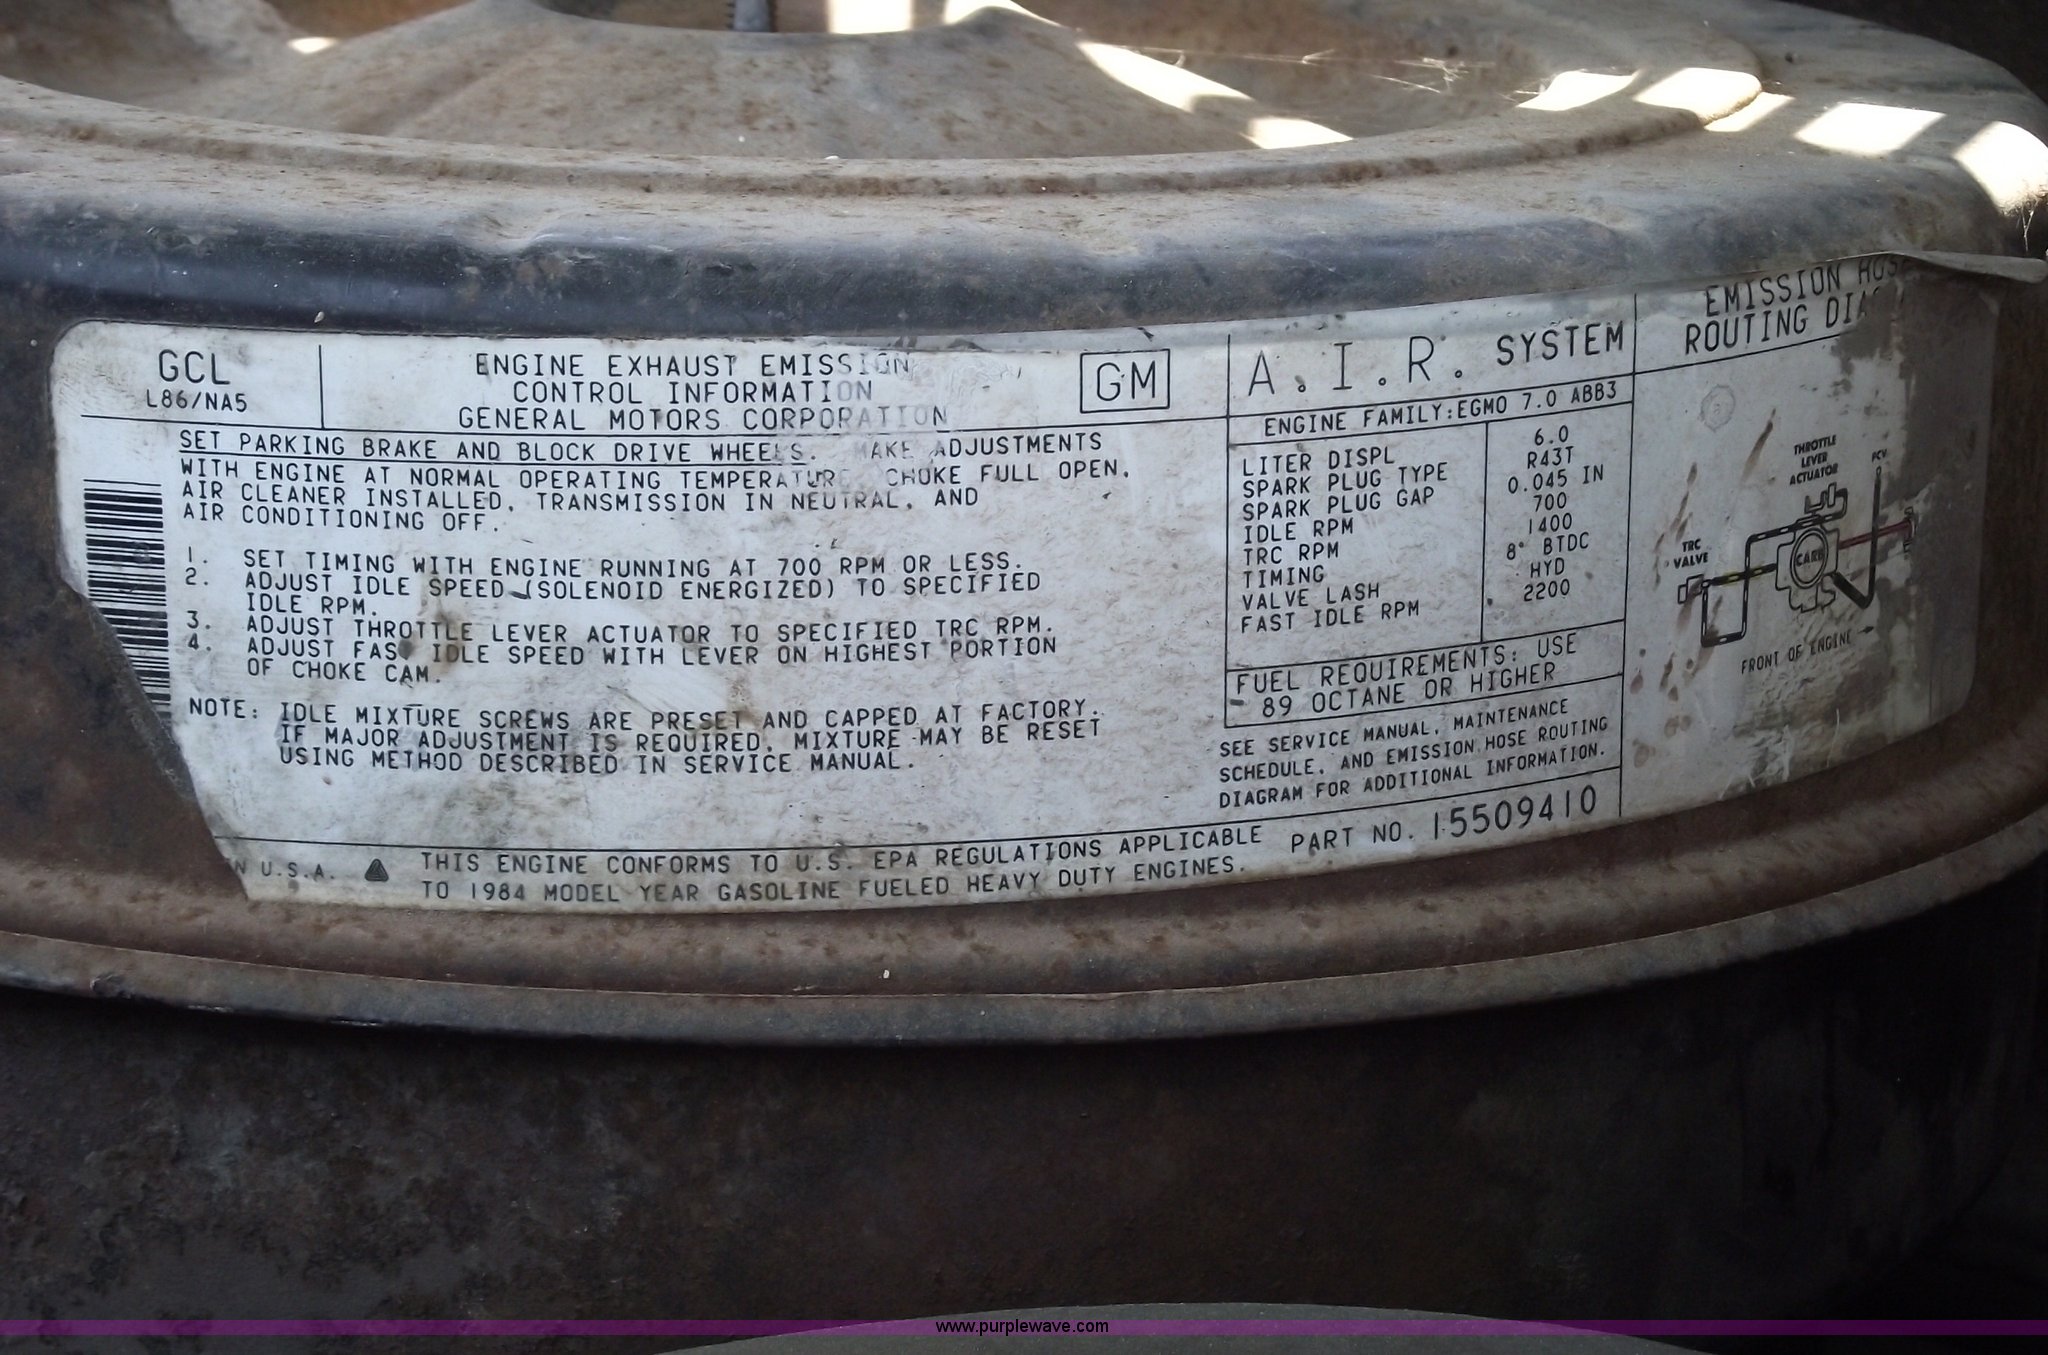 GCL
L86/NA5
ENGINE EXHAUST EMISSION
CONTROL INFORMATION
GENERAL MOTORS CORPORATION
GM
SET PARKING BRAKE AND BLOCK DRIVE WHEELS. MAKE ADJUSTMENTS
WITH ENGINE AT NORMAL OPERATING TEMPERATURE, CHOKE FULL OPEN,
AIR CLEANER INSTALLED, TRANSMISSION IN NEUTRAL, AND
AIR CONDITIONING OFF.
1. SET TIMING WITH ENGINE RUNNING AT 700 RPM OR LESS.
2. ADJUST IDLE SPEED (SOLENOID ENERGIZED) TO SPECIFIED
IDLE RPM.
3. ADJUST THROTTLE LEVER ACTUATOR TO SPECIFIED TRC RPM.
4. ADJUST FAST IDLE SPEED WITH LEVER ON HIGHEST PORTION
OF CHOKE CAM.
NOTE: IDLE MIXTURE SCREWS ARE PRESET AND CAPPED AT FACTORY.
IF MAJOR ADJUSTMENT IS REQUIRED, MIXTURE MAY BE RESET
USING METHOD DESCRIBED IN SERVICE MANUAL.
A.I.R. SYSTEM
ENGINE FAMILY:EGM0 7.0 ABB3
LITER DISPL 6.0
SPARK PLUG TYPE R43T
SPARK PLUG GAP 0.045 IN
IDLE RPM 700
TRC RPM 1400
TIMING 8° BTDC
VALVE LASH HYD
FAST IDLE RPM 2200
FUEL REQUIREMENTS: USE
89 OCTANE OR HIGHER
SEE SERVICE MANUAL, MAINTENANCE
SCHEDULE, AND EMISSION HOSE ROUTING
DIAGRAM FOR ADDITIONAL INFORMATION.
EMISSION HOS
ROUTING DIA
THROTTLE
LEVER
ACTUATOR
PCV
TRC
VALVE
CARB
FRONT OF ENGINE
N U.S.A.
THIS ENGINE CONFORMS TO U.S. EPA REGULATIONS APPLICABLE
TO 1984 MODEL YEAR GASOLINE FUELED HEAVY DUTY ENGINES.
PART NO. 15509410
www.purplewave.com